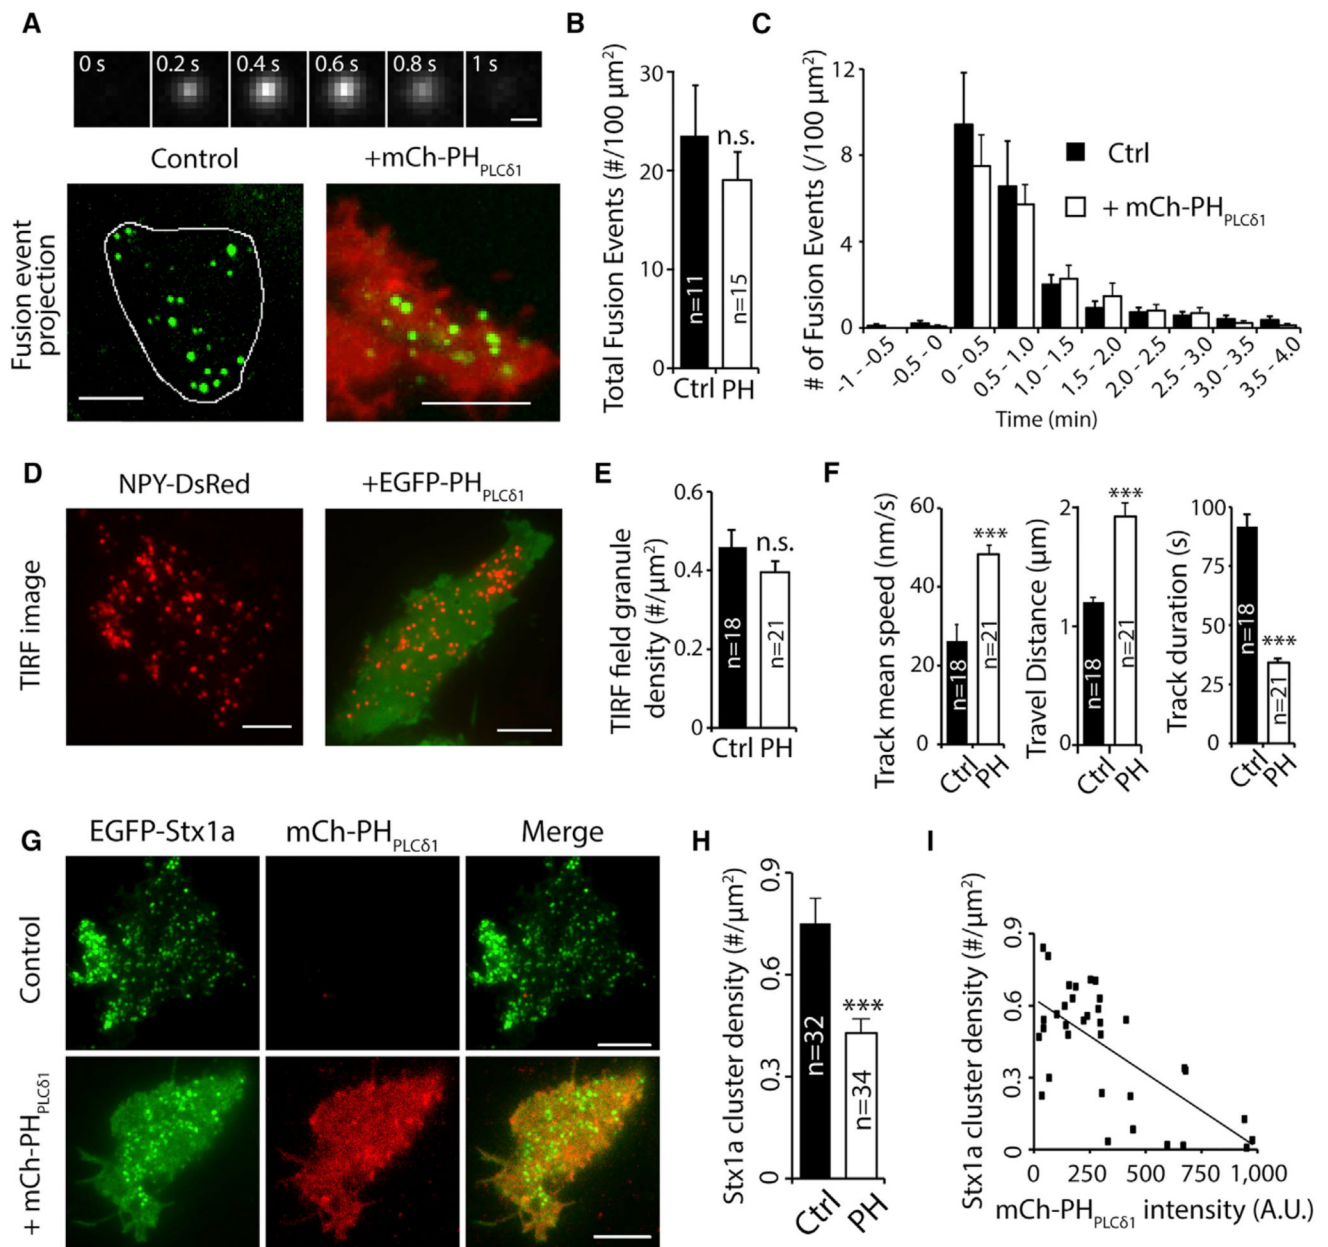 A
0 s 0.2 s 0.4 s 0.6 s 0.8 s 1 s
Control
+mCh-PHPLCδ1
Fusion event
projection
B
Total Fusion Events (#/100 μm²)
30
20
10
0
n.s.
n=11
n=15
Ctrl PH
C
# of Fusion Events (/100 μm²)
12
8
4
0
Ctrl
+ mCh-PHPLCδ1
-1 - -0.5
-0.5 - 0
0 - 0.5
0.5 - 1.0
1.0 - 1.5
1.5 - 2.0
2.0 - 2.5
2.5 - 3.0
3.0 - 3.5
3.5 - 4.0
Time (min)
D
NPY-DsRed
+EGFP-PHPLCδ1
TIRF image
E
TIRF field granule
density (#/μm²)
0.6
0.4
0.2
0
n.s.
n=18
n=21
Ctrl PH
F
Track mean speed (nm/s)
60
40
20
0
***
n=18
n=21
Ctrl
PH
Travel Distance (μm)
2
1
0
***
n=18
n=21
Ctrl
PH
Track duration (s)
100
75
50
25
0
***
n=18
n=21
Ctrl
PH
G
EGFP-Stx1a
mCh-PHPLCδ1
Merge
Control
+ mCh-PHPLCδ1
H
Stx1a cluster density (#/μm²)
0.9
0.6
0.3
0
***
n=32
n=34
Ctrl
PH
I
Stx1a cluster density (#/μm²)
0.9
0.6
0.3
0
0 250 500 750 1,000
mCh-PHPLCδ1 intensity (A.U.)